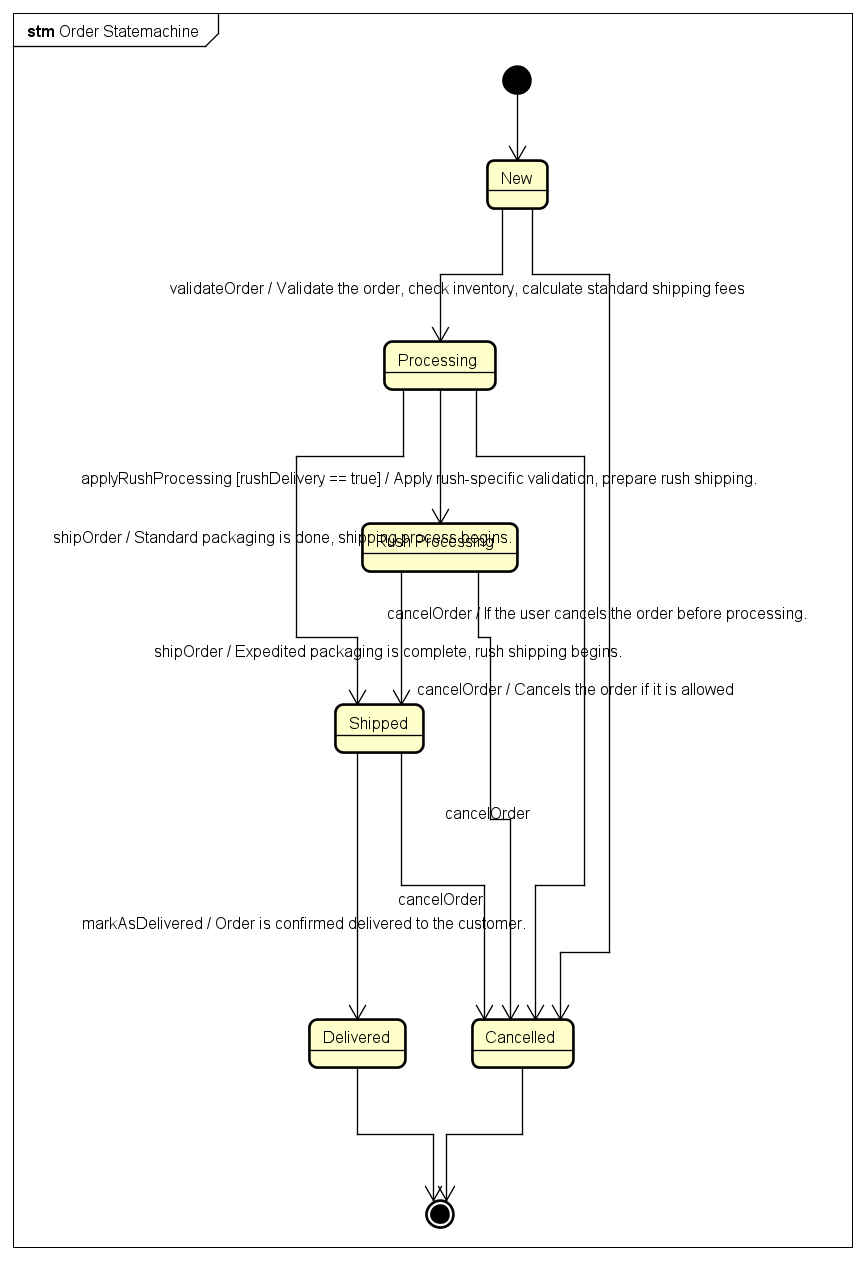 stm Order Statemachine
New
validateOrder / Validate the order, check inventory, calculate standard shipping fees
Processing
applyRushProcessing [rushDelivery == true] / Apply rush-specific validation, prepare rush shipping.
shipOrder / Standard packaging is done, shipping process begins.
Rush Processing
cancelOrder / If the user cancels the order before processing.
shipOrder / Expedited packaging is complete, rush shipping begins.
cancelOrder / Cancels the order if it is allowed
Shipped
cancelOrder
cancelOrder
markAsDelivered / Order is confirmed delivered to the customer.
Delivered
Cancelled